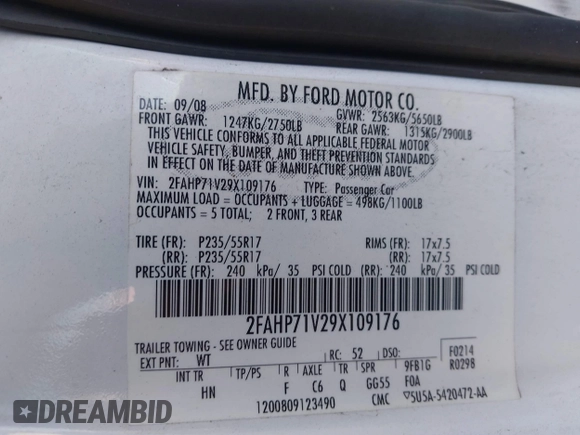 MFD. BY FORD MOTOR CO.
DATE: 09/08 GVWR: 2563KG/5650LB
FRONT GAWR: 1247KG/2750LB REAR GAWR: 1315KG/2900LB
THIS VEHICLE CONFORMS TO ALL APPLICABLE FEDERAL MOTOR
VEHICLE SAFETY, BUMPER, AND THEFT PREVENTION STANDARDS
IN EFFECT ON THE DATE OF MANUFACTURE SHOWN ABOVE.
VIN: 2FAHP71V29X109176 TYPE: Passenger Car
MAXIMUM LOAD = OCCUPANTS + LUGGAGE = 498KG/1100LB
OCCUPANTS = 5 TOTAL; 2 FRONT, 3 REAR
TIRE (FR): P235/55R17 RIMS (FR): 17x7.5
(RR): P235/55R17 (RR): 17x7.5
PRESSURE (FR): 240 kPa/ 35 PSI COLD (RR): 240 kPa/ 35 PSI COLD
2FAHP71V29X109176
TRAILER TOWING - SEE OWNER GUIDE
EXT PNT: WT RC: 52 DSO: F0214
INT TR TP/PS R AXLE TR SPR 9FB1G R0298
HN F C6 Q GG55 F0A
1200809123490 CMC ▽5U5A-5420472-AA
DREAMBID